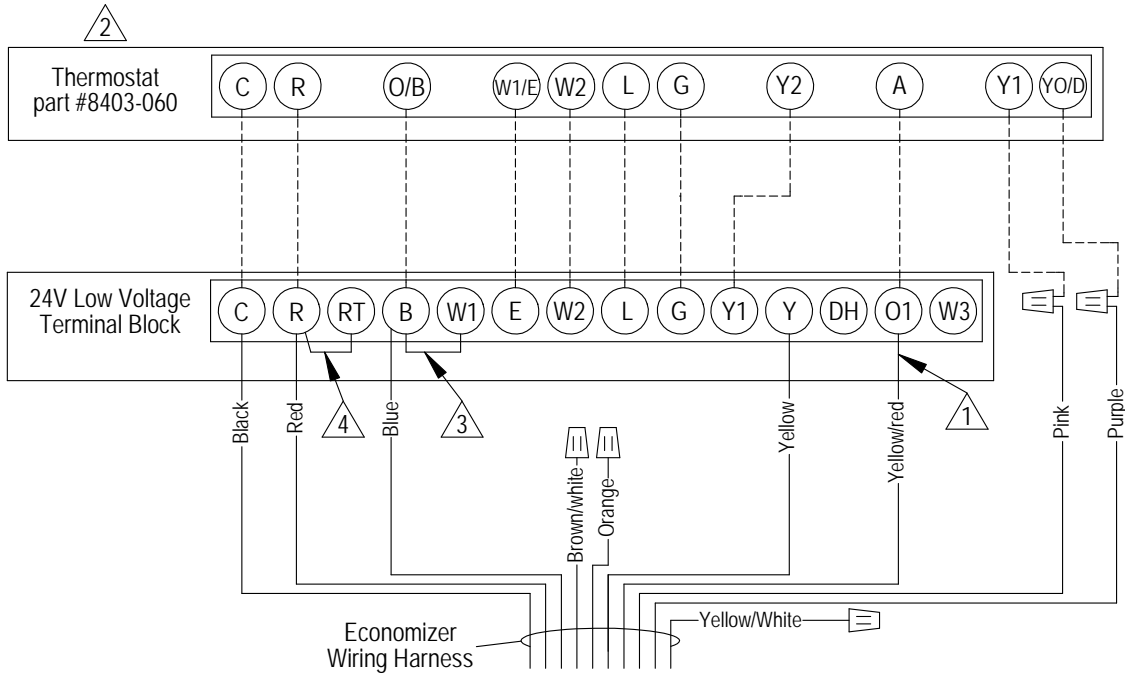 2
Thermostat
part #8403-060
C R O/B W1/E W2 L G Y2 A Y1 YO/D
24V Low Voltage
Terminal Block
C R RT B W1 E W2 L G Y1 Y DH O1 W3
4
3
1
Black
Red
Blue
Brown/white
Orange
Yellow
Yellow/red
Pink
Purple
Yellow/White
Economizer
Wiring Harness